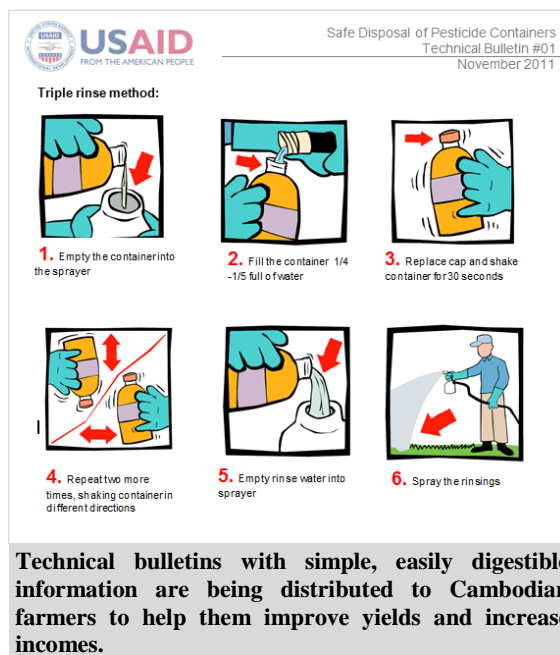 USAID
FROM THE AMERICAN PEOPLE
Safe Disposal of Pesticide Containers
Technical Bulletin #01
November 2011
Triple rinse method:
1. Empty the container into
the sprayer
2. Fill the container 1/4
-1/5 full of water
3. Replace cap and shake
container for 30 seconds
4. Repeat two more
times, shaking container in
different directions
5. Empty rinse water into
sprayer
6. Spray the rinsings
Technical bulletins with simple, easily digestible
information are being distributed to Cambodian
farmers to help them improve yields and increase
incomes.